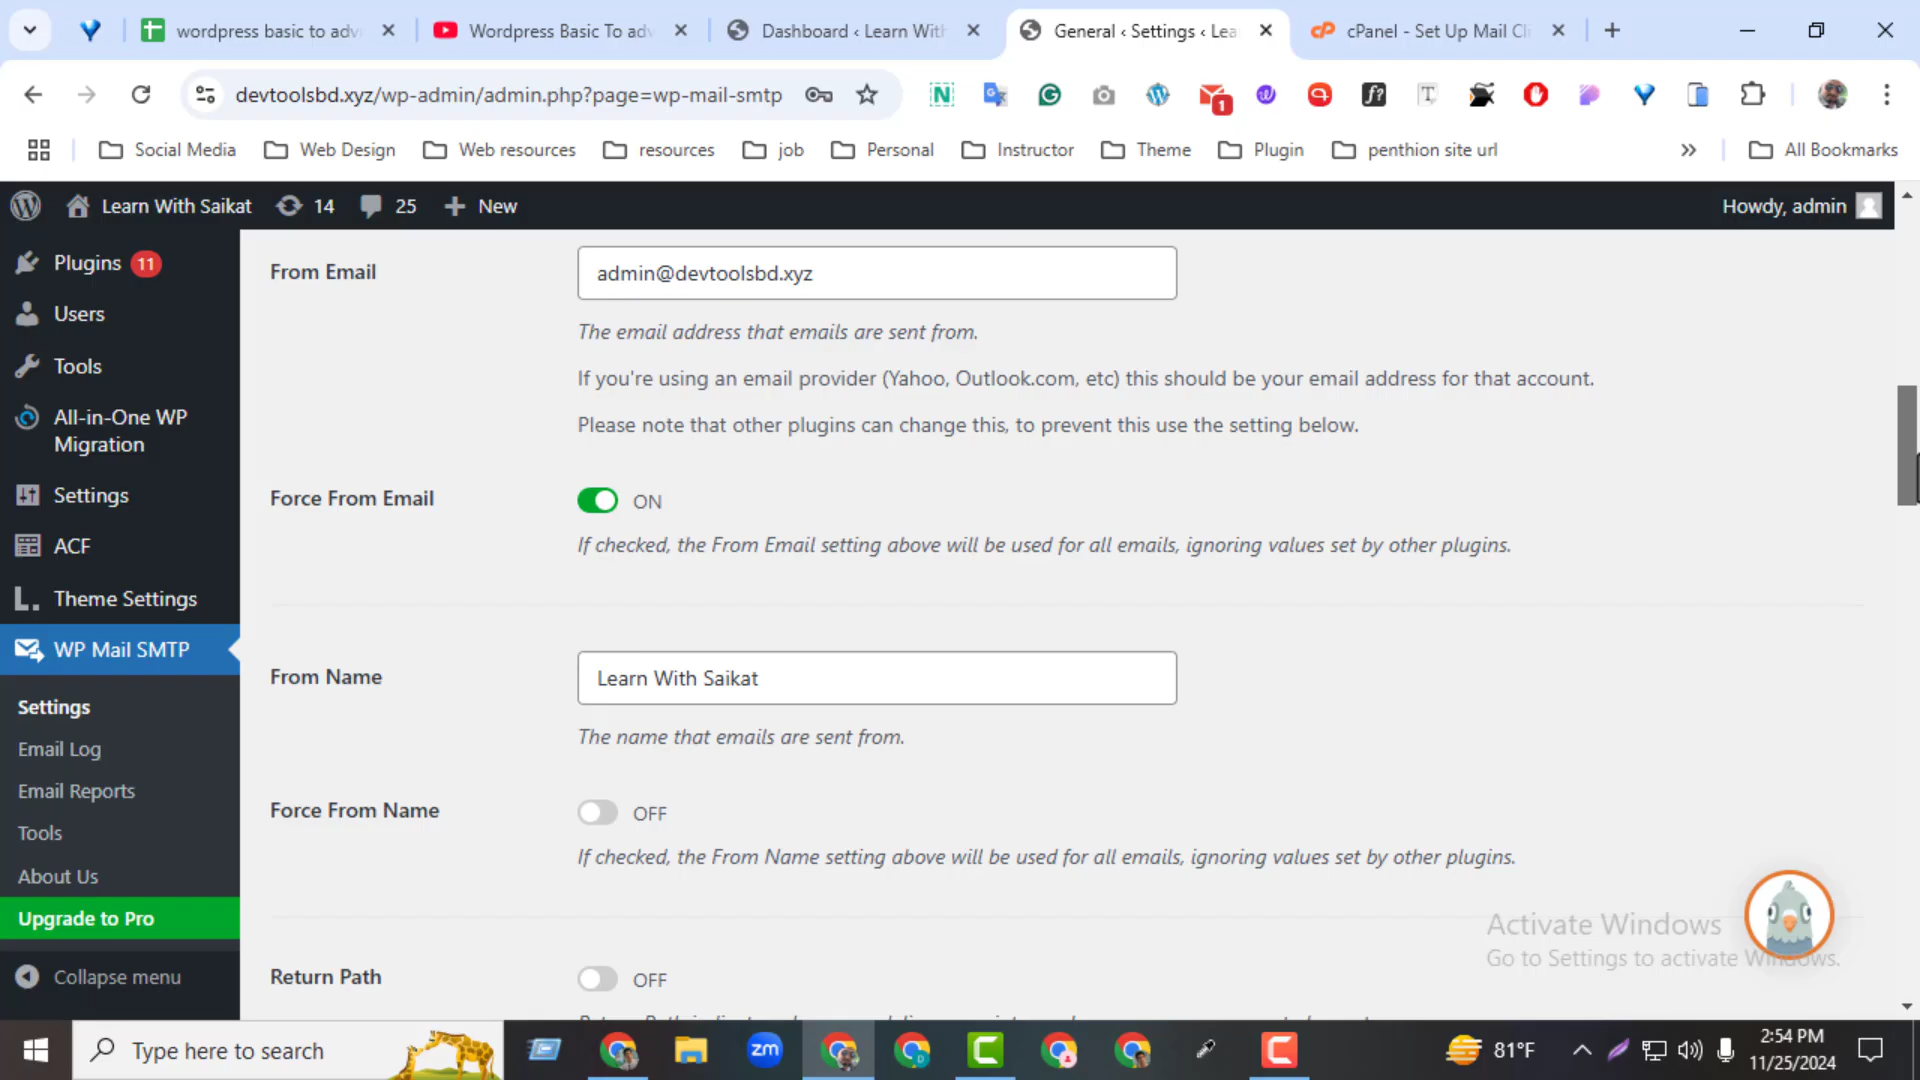 wordpress basic to adv
Wordpress Basic To adv
Dashboard ‹ Learn With
General ‹ Settings ‹ Lea
cPanel - Set Up Mail Cli
devtoolsbd.xyz/wp-admin/admin.php?page=wp-mail-smtp
1
Social Media
Web Design
Web resources
resources
job
Personal
Instructor
Theme
Plugin
penthion site url
All Bookmarks
Learn With Saikat
14
25
New
Howdy, admin
Plugins 11
Users
Tools
All-in-One WP
Migration
Settings
ACF
Theme Settings
WP Mail SMTP
Settings
Email Log
Email Reports
Tools
About Us
Upgrade to Pro
Collapse menu
From Email
admin@devtoolsbd.xyz
The email address that emails are sent from.
If you're using an email provider (Yahoo, Outlook.com, etc) this should be your email address for that account.
Please note that other plugins can change this, to prevent this use the setting below.
Force From Email
ON
If checked, the From Email setting above will be used for all emails, ignoring values set by other plugins.
From Name
Learn With Saikat
The name that emails are sent from.
Force From Name
OFF
If checked, the From Name setting above will be used for all emails, ignoring values set by other plugins.
Return Path
OFF
Activate Windows
Go to Settings to activate Windows.
Type here to search
zm
81°F
2:54 PM
11/25/2024